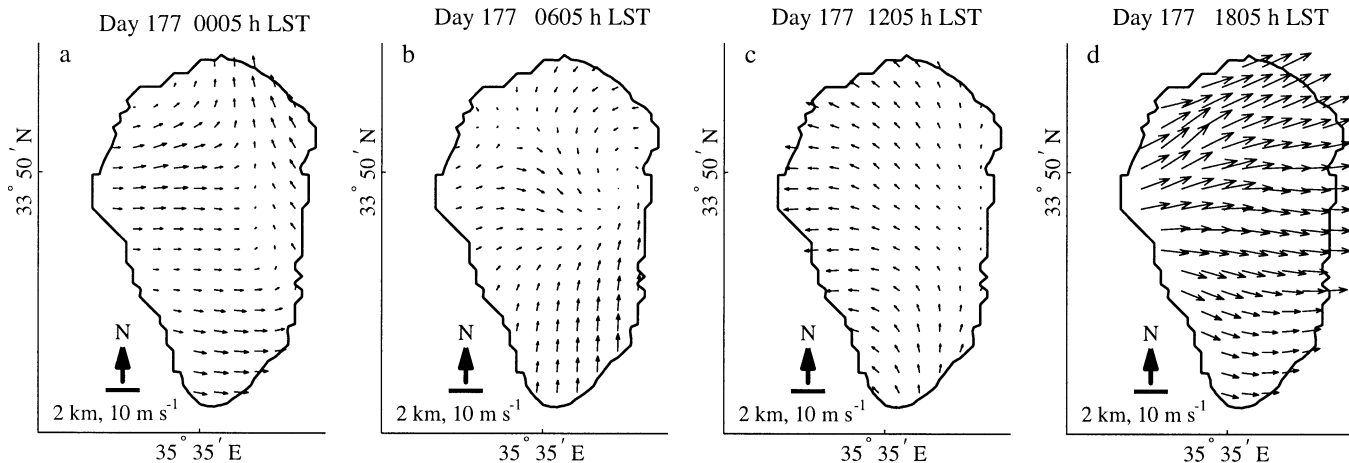 Day 177 0005 h LST
a
33° 50′ N
N
2 km, 10 m s-1
35° 35′ E
Day 177 0605 h LST
b
33° 50′ N
N
2 km, 10 m s-1
35° 35′ E
Day 177 1205 h LST
c
33° 50′ N
N
2 km, 10 m s-1
35° 35′ E
Day 177 1805 h LST
d
33° 50′ N
N
2 km, 10 m s-1
35° 35′ E